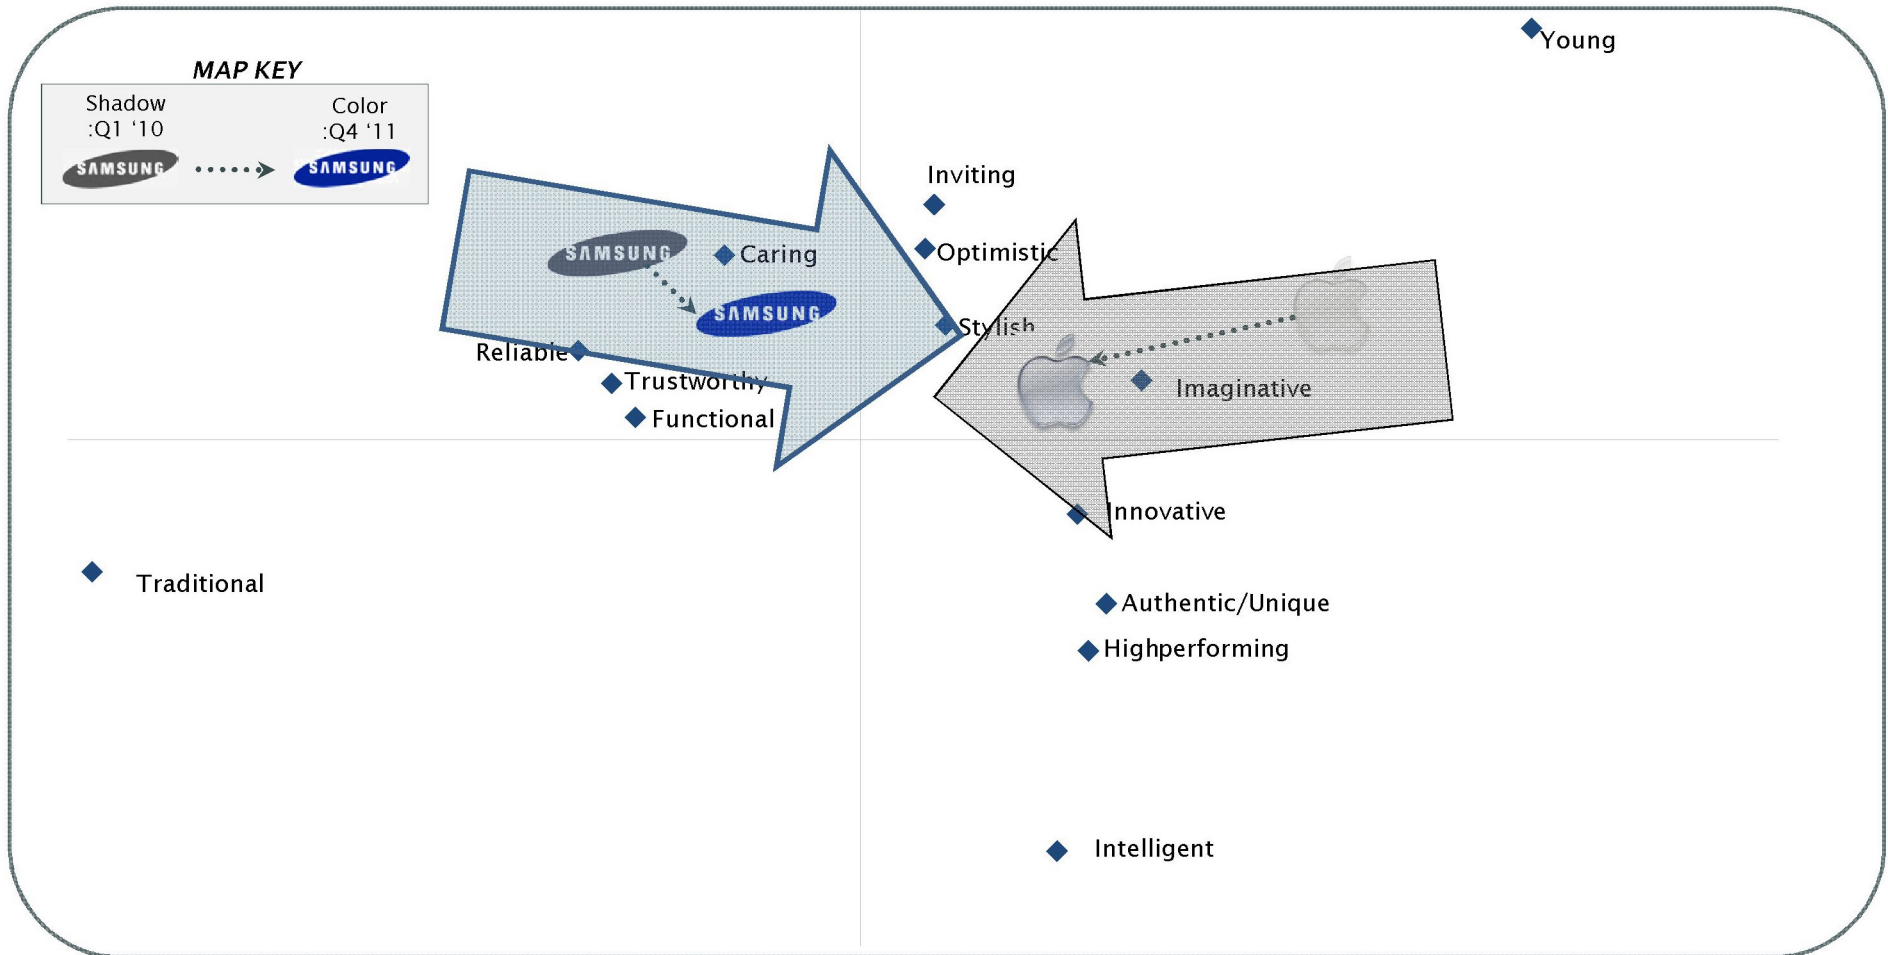 MAP KEY
Shadow
:Q1 ‘10
Color
:Q4 ‘11
SAMSUNG
SAMSUNG
Young
Inviting
Optimistic
SAMSUNG
Caring
SAMSUNG
Stylish
Reliable
Trustworthy
Functional
Imaginative
Innovative
Traditional
Authentic/Unique
Highperforming
Intelligent